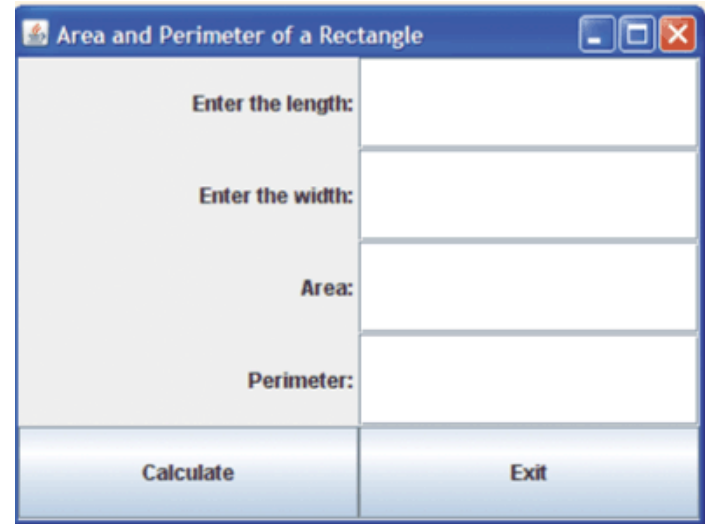 Area and Perimeter of a Rectangle
Enter the length:
Enter the width:
Area:
Perimeter:
Calculate Exit